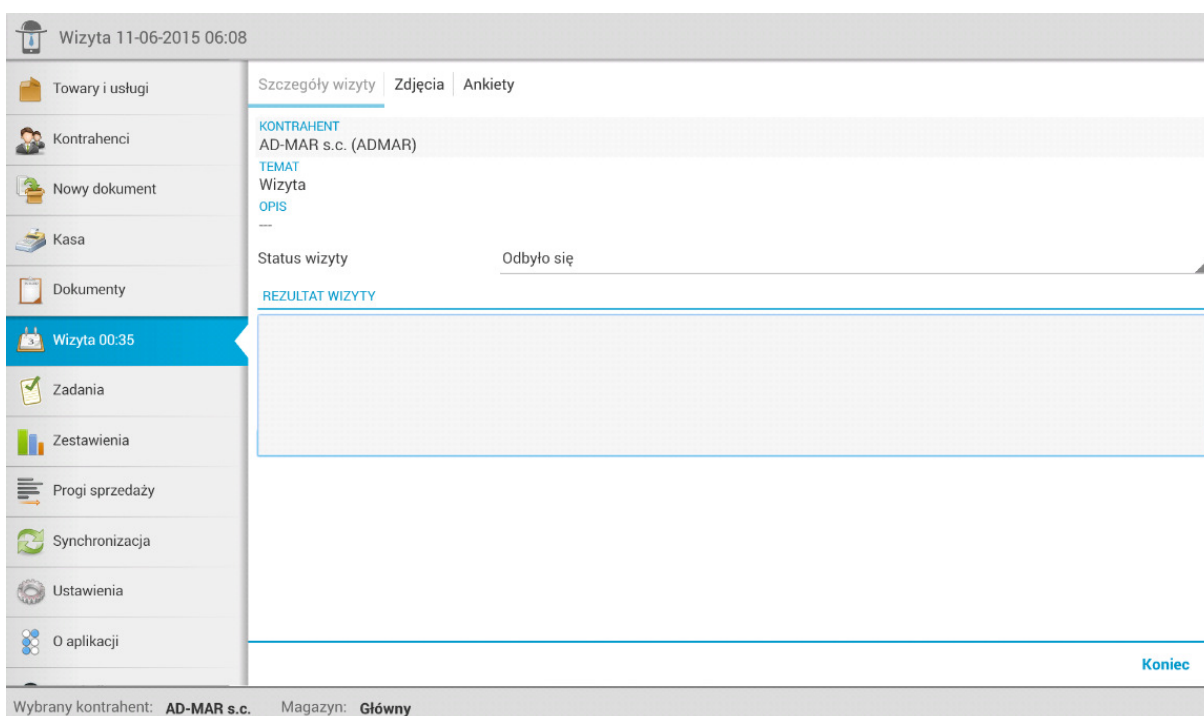 Wizyta 11-06-2015 06:08
Towary i usługi
Kontrahenci
Nowy dokument
Kasa
Dokumenty
Wizyta 00:35
Zadania
Zestawienia
Progi sprzedaży
Synchronizacja
Ustawienia
O aplikacji
Szczegóły wizyty Zdjęcia Ankiety
KONTRAHENT
AD-MAR s.c. (ADMAR)
TEMAT
Wizyta
OPIS
---
Status wizyty Odbyło się
REZULTAT WIZYTY
Koniec
Wybrany kontrahent: AD-MAR s.c. Magazyn: Główny